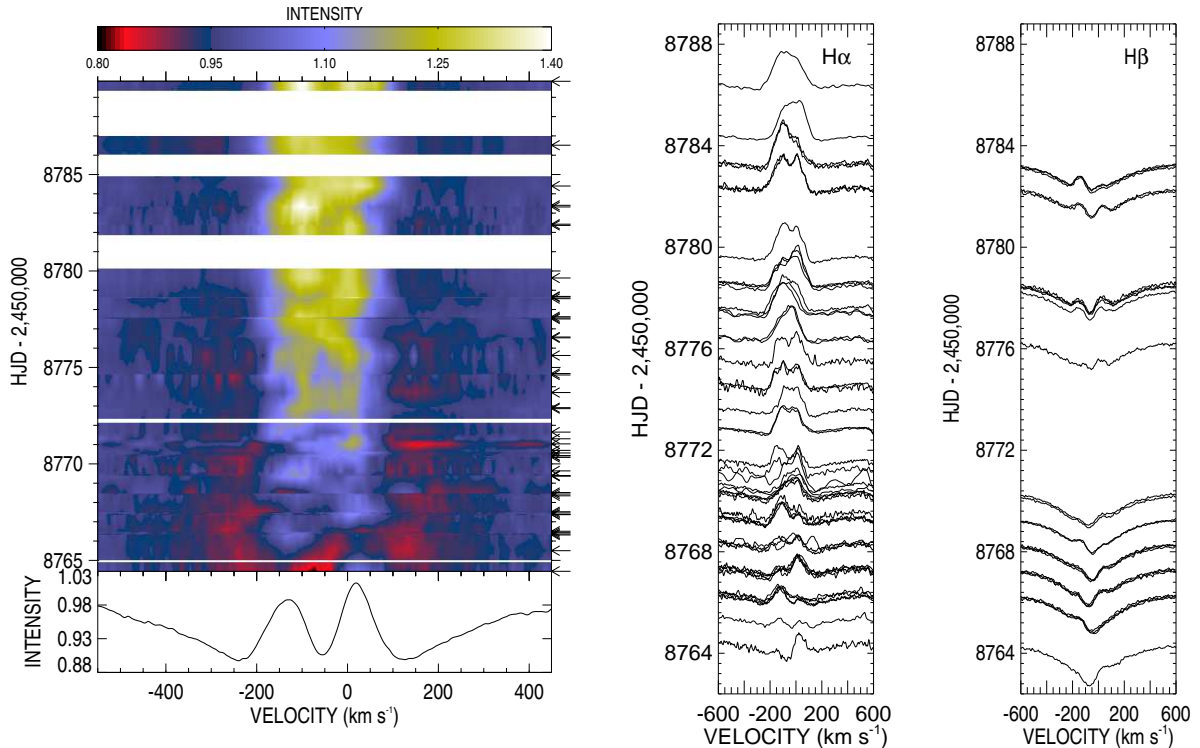 INTENSITY
0.80 0.95 1.10 1.25 1.40
HJD - 2,450,000
8785
8780
8775
8770
8765
INTENSITY
1.03
0.98
0.93
0.88
-400 -200 0 200 400
VELOCITY (km s-1)
Hα
HJD - 2,450,000
8788
8784
8780
8776
8772
8768
8764
-600 -200 200 600
VELOCITY (km s-1)
Hβ
HJD - 2,450,000
8788
8784
8780
8776
8772
8768
8764
-600 -200 200 600
VELOCITY (km s-1)